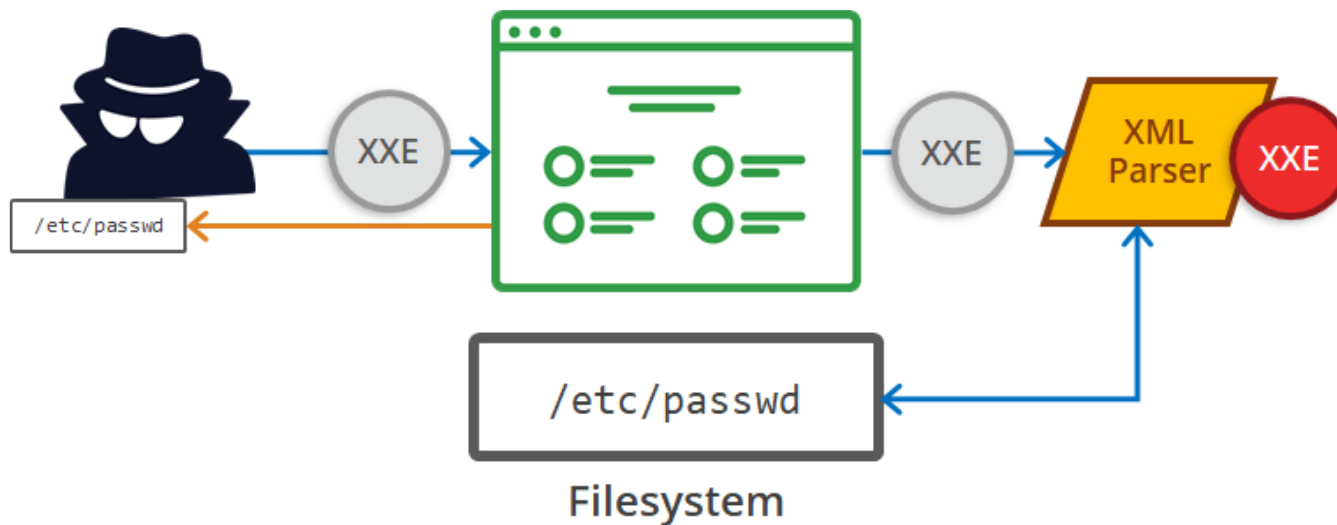 XXE
XXE
XML
Parser
XXE
/etc/passwd
/etc/passwd
Filesystem